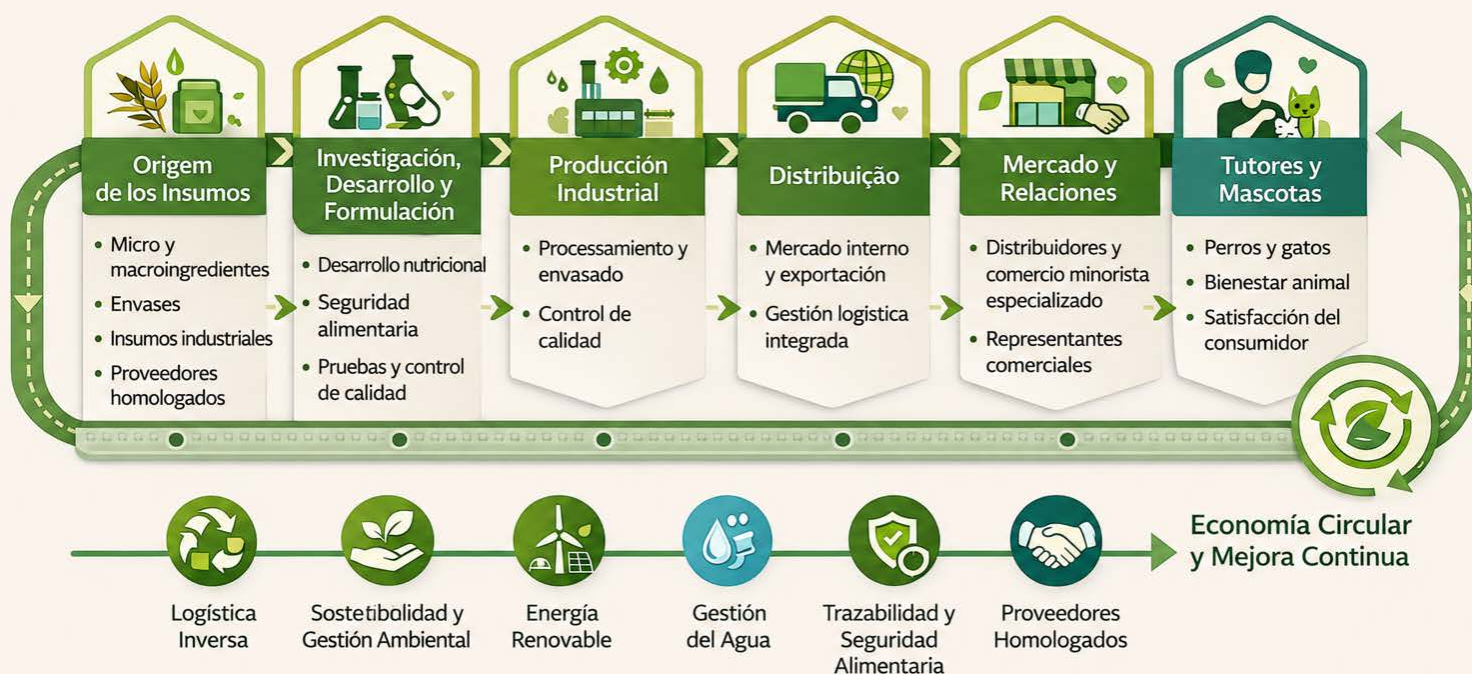 Origem
de los Insumos
• Micro y
macroingredientes
• Envases
• Insumos industriales
• Proveedores
homologados
Investigación,
Desarrollo y
Formulación
• Desarrollo nutricional
• Seguridad
alimentaria
• Pruebas y control
de calidad
Producción
Industrial
• Processamiento y
envasado
• Control de
calidad
Distribuição
• Mercado interno
y exportación
• Gestión logística
integrada
Mercado y
Relaciones
• Distribuidores y
comercio minorista
especializado
• Representantes
comerciales
Tutores y
Mascotas
• Perros y gatos
• Bienestar animal
• Satisfacción del
consumidor
Logística
Inversa
Sostetibolidad y
Gestión Ambiental
Energía
Renovable
Gestión
del Agua
Trazabilidad y
Seguridad
Alimentaria
Proveedores
Homologados
Economía Circular
y Mejora Continua